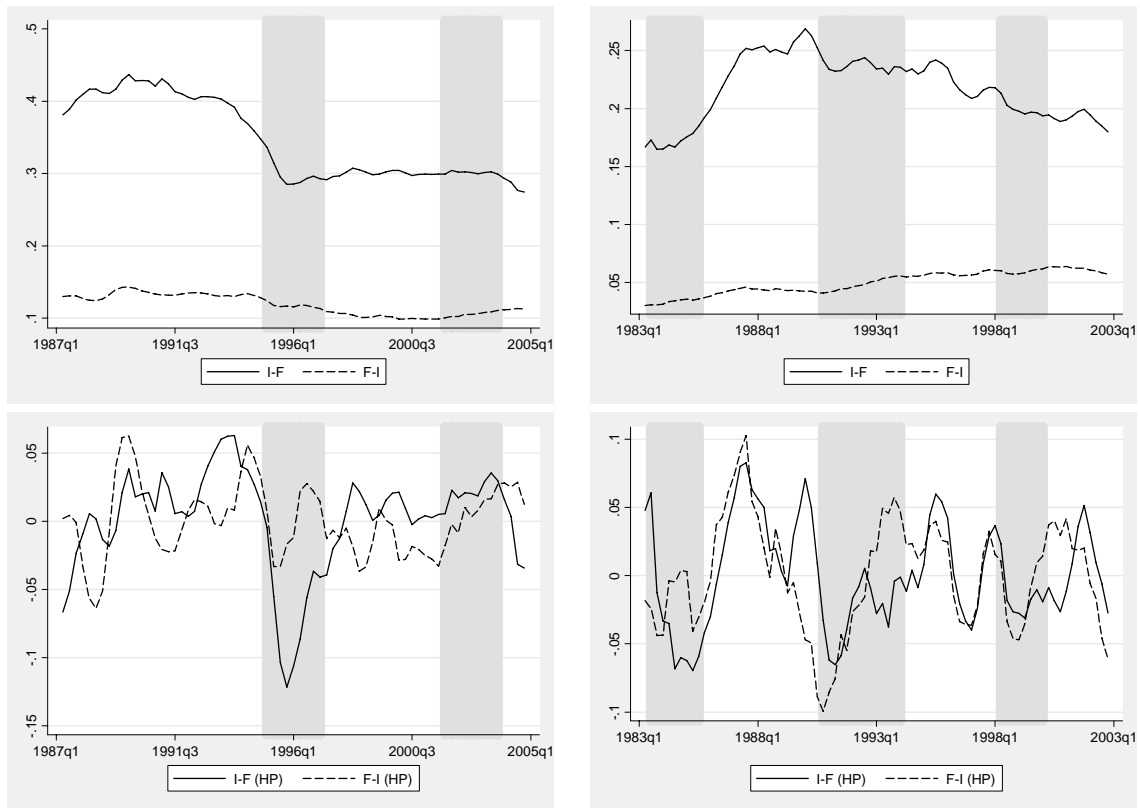 .5
.4
.3
.2
.1
1987q1 1991q3 1996q1 2000q3 2005q1
I-F F-I
.25
.2
.15
.1
.05
1983q1 1988q1 1993q1 1998q1 2003q1
I-F F-I
.05
0
-.05
-.1
-.15
1987q1 1991q3 1996q1 2000q3 2005q1
I-F (HP) F-I (HP)
.1
.05
0
-.05
-.1
1983q1 1988q1 1993q1 1998q1 2003q1
I-F (HP) F-I (HP)